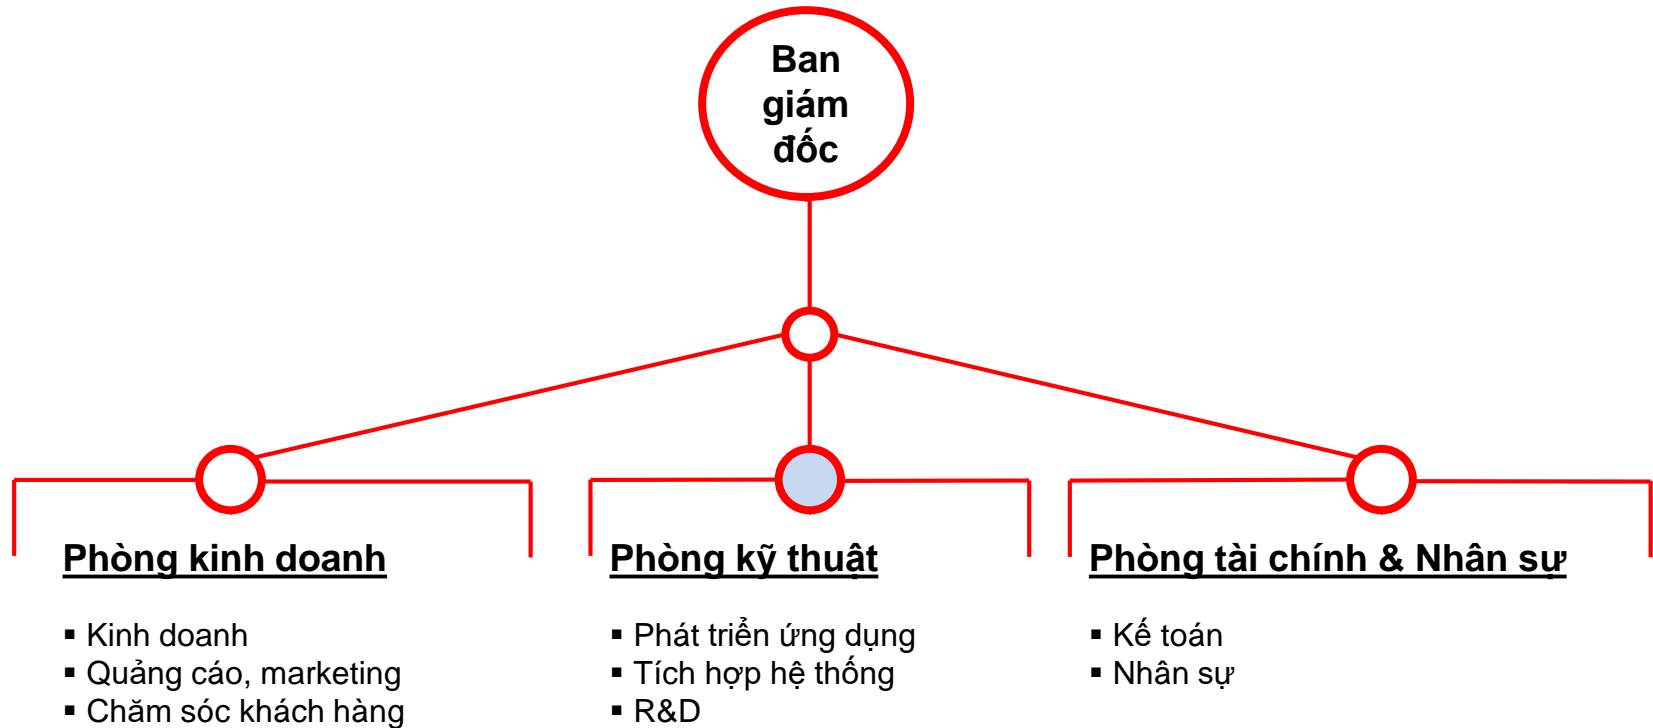 Ban
giám
đốc
Phòng kinh doanh
▪ Kinh doanh
▪ Quảng cáo, marketing
▪ Chăm sóc khách hàng
Phòng kỹ thuật
▪ Phát triển ứng dụng
▪ Tích hợp hệ thống
▪ R&D
Phòng tài chính & Nhân sự
▪ Kế toán
▪ Nhân sự